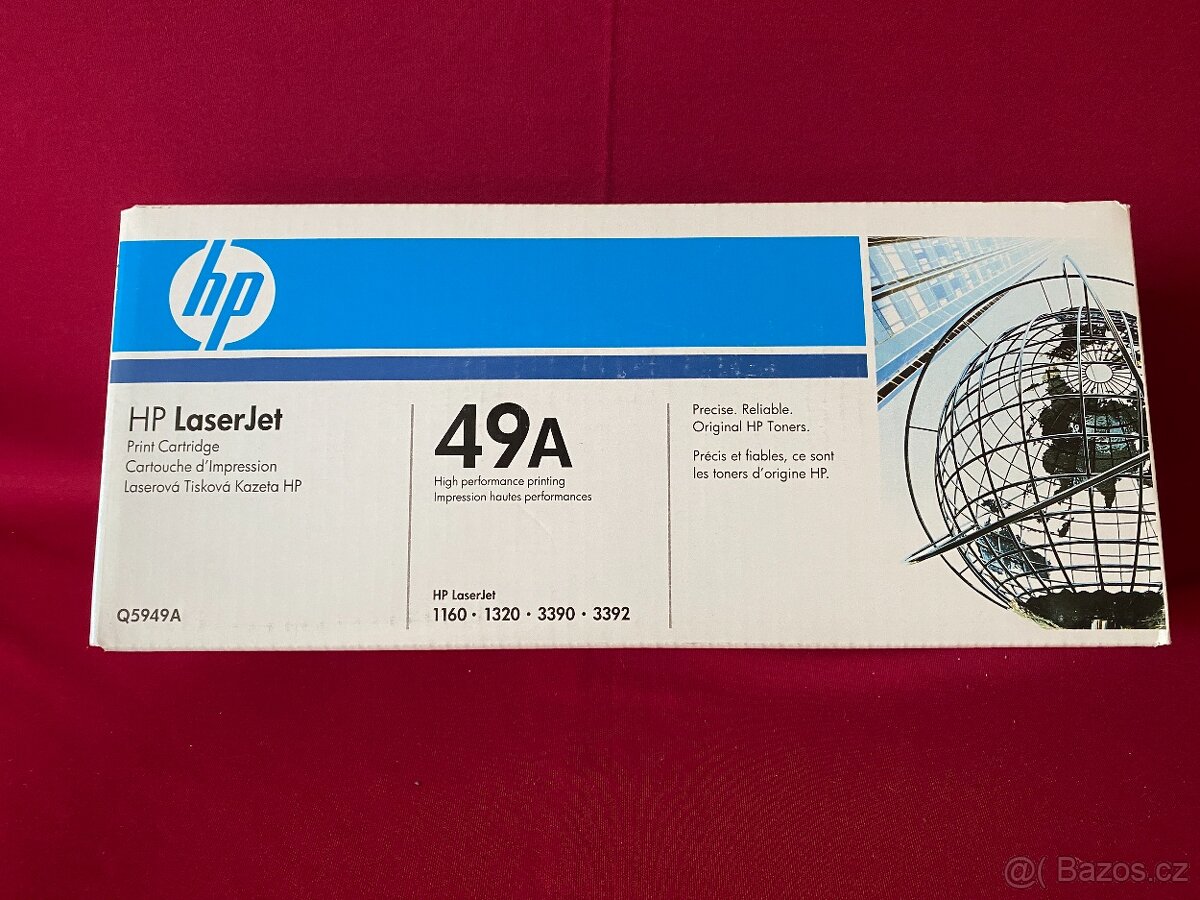 hp
HP LaserJet
Print Cartridge
Cartouche d'Impression
Laserová Tisková Kazeta HP
Q5949A
49A
High performance printing
Impression hautes performances
HP LaserJet
1160 • 1320 • 3390 • 3392
Precise. Reliable.
Original HP Toners.
Précis et fiables, ce sont
les toners d'origine HP.
@( Bazos.cz